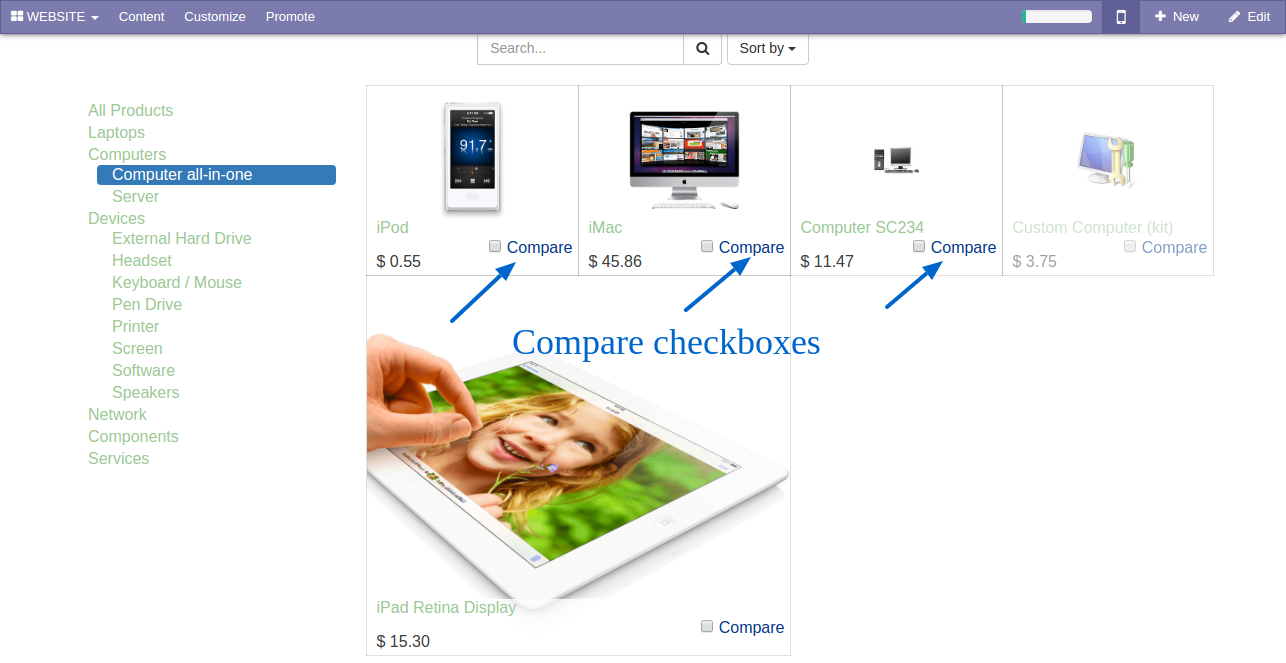 WEBSITE Content Customize Promote New Edit
Search... Sort by
All Products
Laptops
Computers
Computer all-in-one
Server
Devices
External Hard Drive
Headset
Keyboard / Mouse
Pen Drive
Printer
Screen
Software
Speakers
Network
Components
Services
91.7
iPod
Compare
$ 0.55
iMac
Compare
$ 45.86
Computer SC234
Compare
$ 11.47
Custom Computer (kit)
Compare
$ 3.75
Compare checkboxes
iPad Retina Display
Compare
$ 15.30